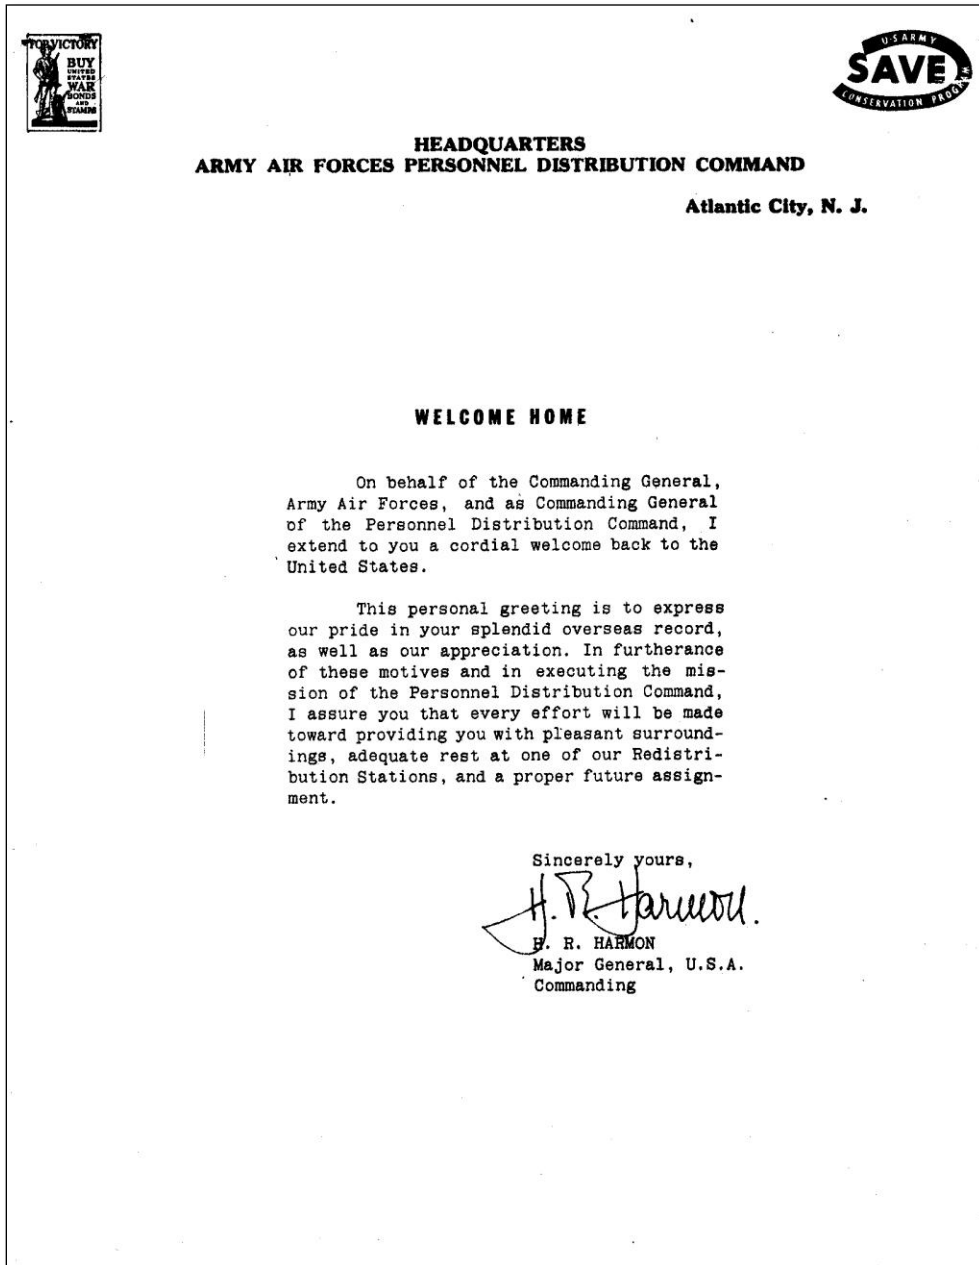 FOR VICTORY
BUY
UNITED
STATES
WAR
BONDS
AND
STAMPS
U·S ARMY
SAVE
CONSERVATION PROGRAM
HEADQUARTERS
ARMY AIR FORCES PERSONNEL DISTRIBUTION COMMAND
Atlantic City, N. J.
WELCOME HOME
On behalf of the Commanding General,
Army Air Forces, and as Commanding General
of the Personnel Distribution Command, I
extend to you a cordial welcome back to the
United States.
This personal greeting is to express
our pride in your splendid overseas record,
as well as our appreciation. In furtherance
of these motives and in executing the mis-
sion of the Personnel Distribution Command,
I assure you that every effort will be made
toward providing you with pleasant surround-
ings, adequate rest at one of our Redistri-
bution Stations, and a proper future assign-
ment.
Sincerely yours,
H. R. Harmon.
H. R. HARMON
Major General, U.S.A.
Commanding